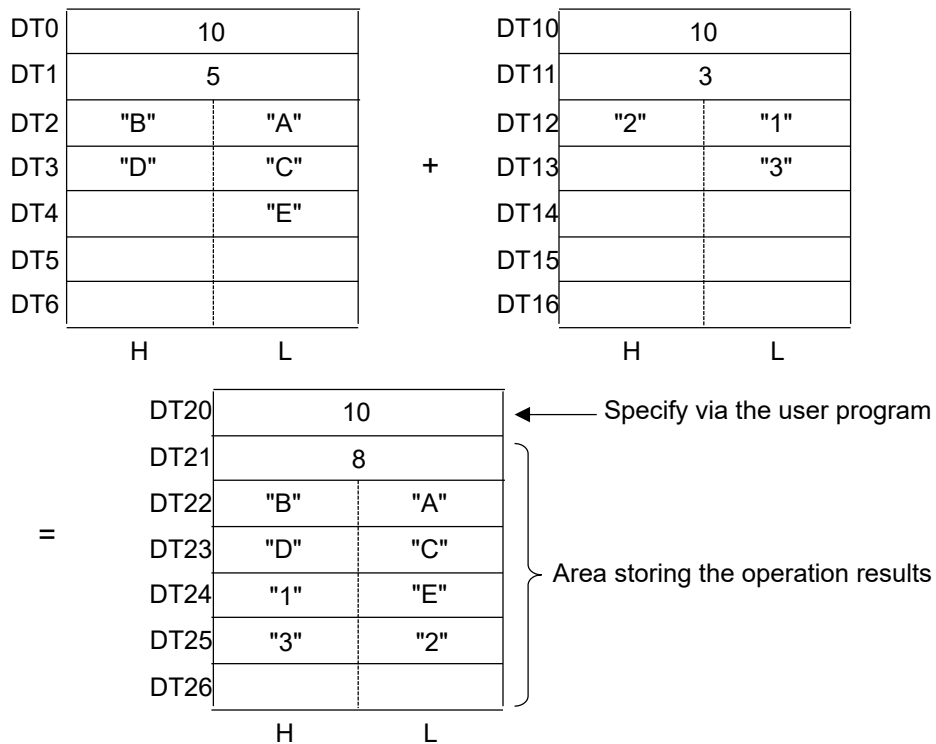 DT0 10 DT10 10
DT1 5 DT11 3
DT2 "B" "A" DT12 "2" "1"
DT3 "D" "C" + DT13 "3"
DT4 "E" DT14
DT5 DT15
DT6 DT16
H L H L
DT20 10 Specify via the user program
DT21 8
DT22 "B" "A"
= DT23 "D" "C"
DT24 "1" "E" Area storing the operation results
DT25 "3" "2"
DT26
H L